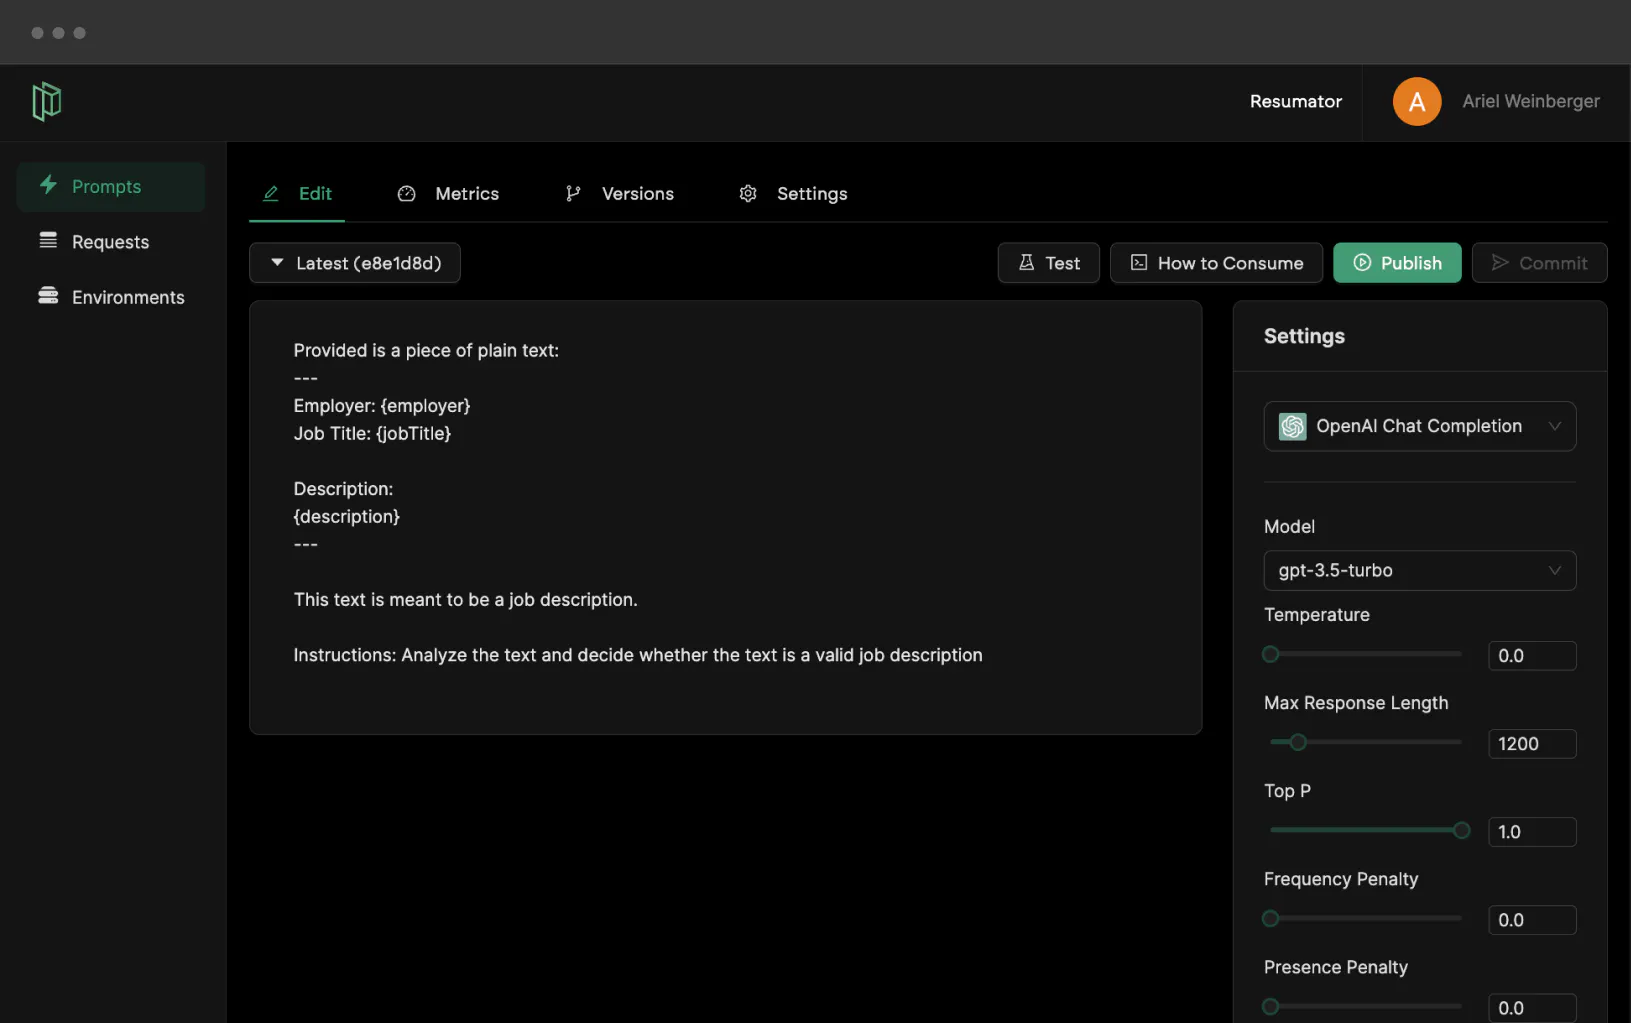 Resumator
A
Ariel Weinberger
Prompts
Requests
Environments
Edit
Metrics
Versions
Settings
Latest (e8e1d8d)
Test
How to Consume
Publish
Commit
Provided is a piece of plain text:
---
Employer: {employer}
Job Title: {jobTitle}
Description:
{description}
---
This text is meant to be a job description.
Instructions: Analyze the text and decide whether the text is a valid job description
Settings
OpenAI Chat Completion
Model
gpt-3.5-turbo
Temperature
0.0
Max Response Length
1200
Top P
1.0
Frequency Penalty
0.0
Presence Penalty
0.0